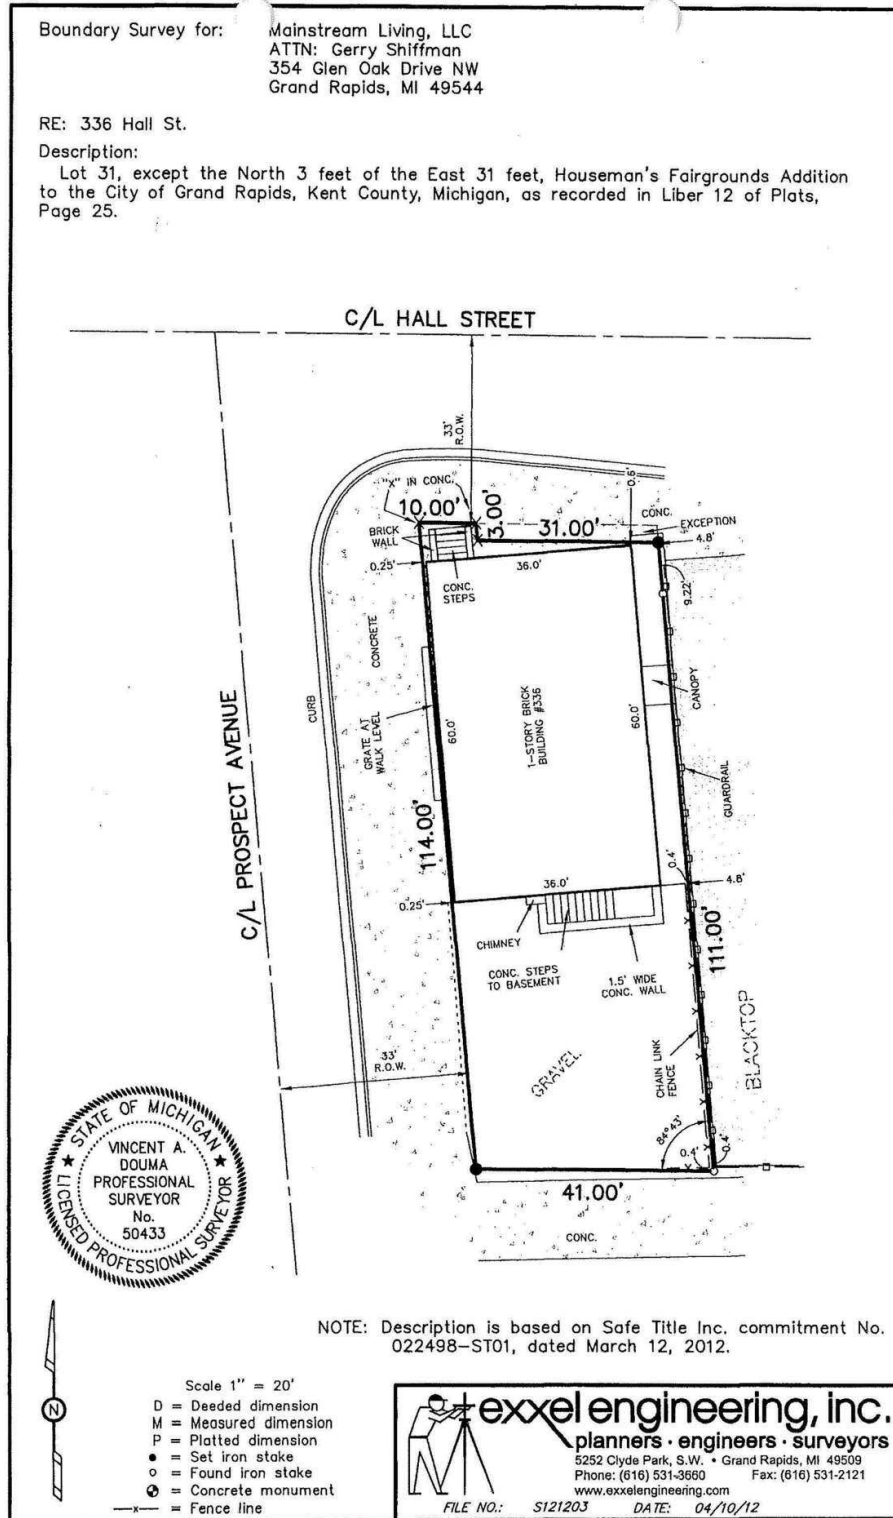 Boundary Survey for: Mainstream Living, LLC
ATTN: Gerry Shiffman
354 Glen Oak Drive NW
Grand Rapids, MI 49544
RE: 336 Hall St.
Description:
Lot 31, except the North 3 feet of the East 31 feet, Houseman's Fairgrounds Addition
to the City of Grand Rapids, Kent County, Michigan, as recorded in Liber 12 of Plats,
Page 25.
C/L HALL STREET
33'
R.O.W.
"X" IN CONC.
10.00'
3.00'
31.00'
0.6'
CONC.
EXCEPTION
4.8'
BRICK
WALL
0.25'
CONC.
STEPS
36.0'
9.22'
CONCRETE
CURB
GRATE AT
WALK LEVEL
60.0'
1-STORY BRICK
BUILDING #336
60.0'
CANOPY
GUARDRAIL
C/L PROSPECT AVENUE
114.00'
0.4'
4.8'
0.25'
36.0'
CHIMNEY
CONC. STEPS
TO BASEMENT
1.5' WIDE
CONC. WALL
111.00'
33'
R.O.W.
GRAVEL
CHAIN LINK
FENCE
BLACKTOP
84°43'
0.4'
0.4'
41.00'
CONC.
STATE OF MICHIGAN
VINCENT A.
DOUMA
PROFESSIONAL
SURVEYOR
No.
50433
LICENSED PROFESSIONAL SURVEYOR
NOTE: Description is based on Safe Title Inc. commitment No.
022498-ST01, dated March 12, 2012.
N
Scale 1" = 20'
D = Deeded dimension
M = Measured dimension
P = Platted dimension
● = Set iron stake
○ = Found iron stake
= Concrete monument
—x— = Fence line
exxel engineering, inc.
planners · engineers · surveyors
5252 Clyde Park, S.W. • Grand Rapids, MI 49509
Phone: (616) 531-3660 Fax: (616) 531-2121
www.exxelengineering.com
FILE NO.: S121203 DATE: 04/10/12